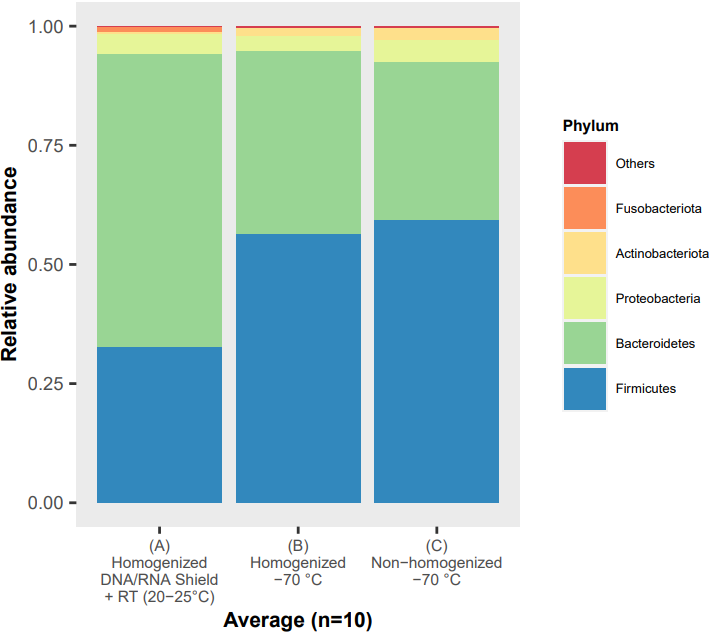 1.00
0.75
0.50
0.25
0.00
Relative abundance
(A)
Homogenized
DNA/RNA Shield
+ RT (20−25°C)
(B)
Homogenized
−70 °C
(C)
Non−homogenized
−70 °C
Average (n=10)
Phylum
Others
Fusobacteriota
Actinobacteriota
Proteobacteria
Bacteroidetes
Firmicutes